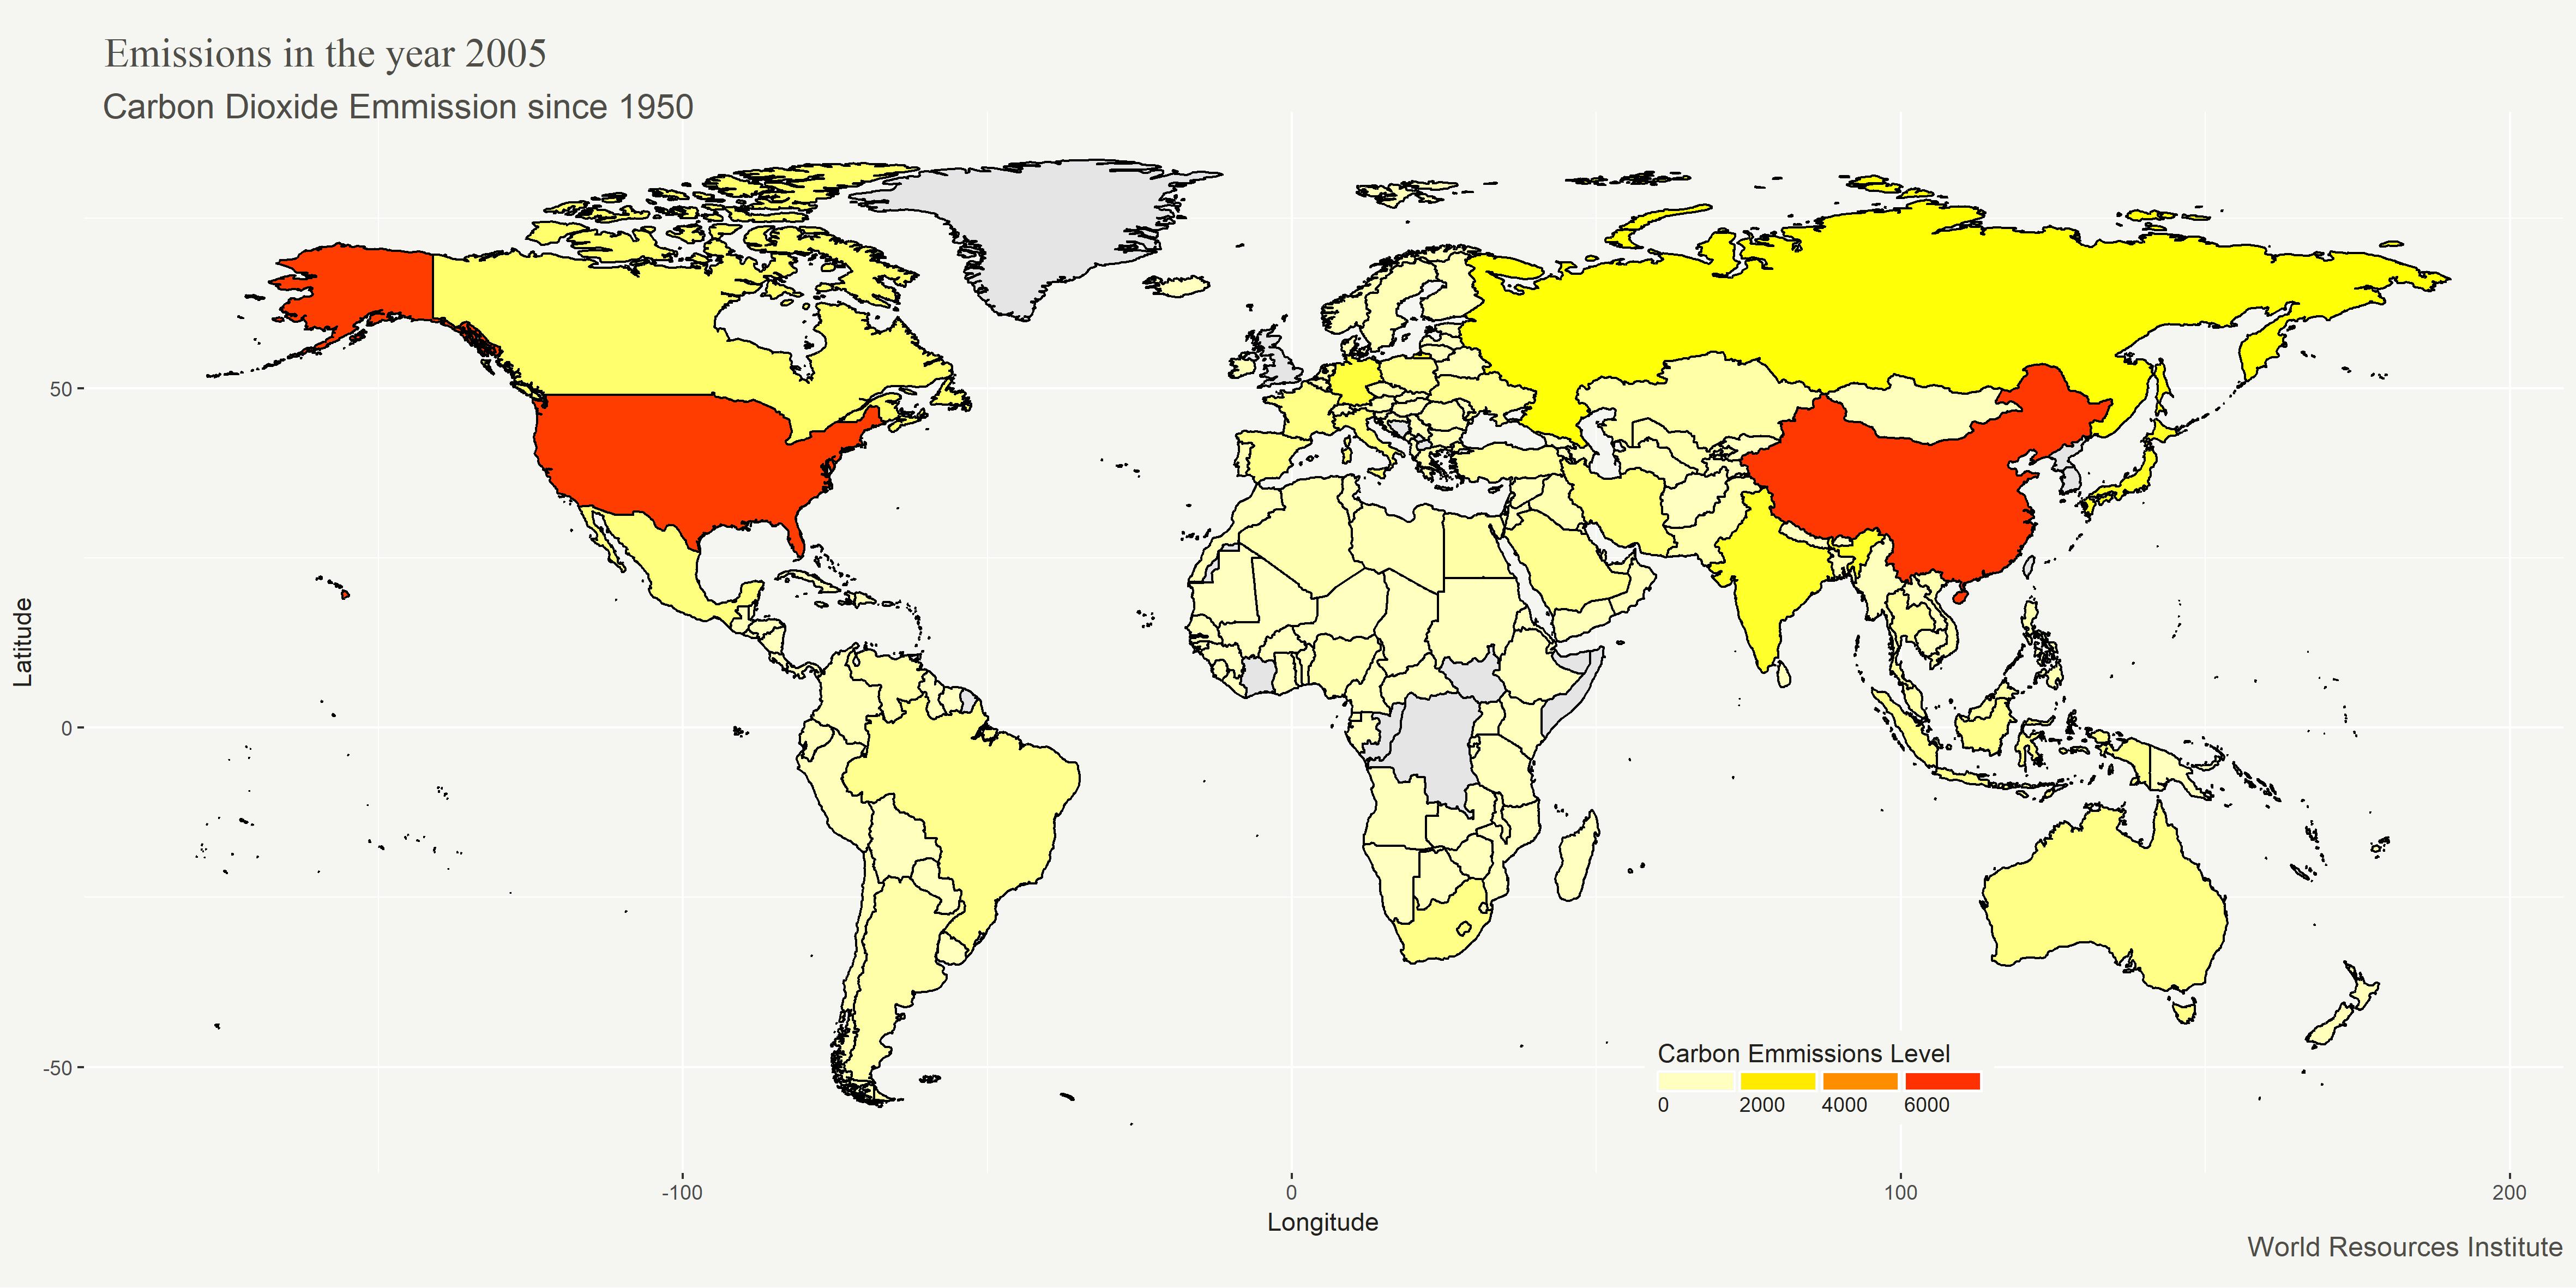 Emissions in the year 2005
Carbon Dioxide Emmission since 1950
Latitude
50
0
-50
Carbon Emmissions Level
0 2000 4000 6000
-100 0 100 200
Longitude
World Resources Institute